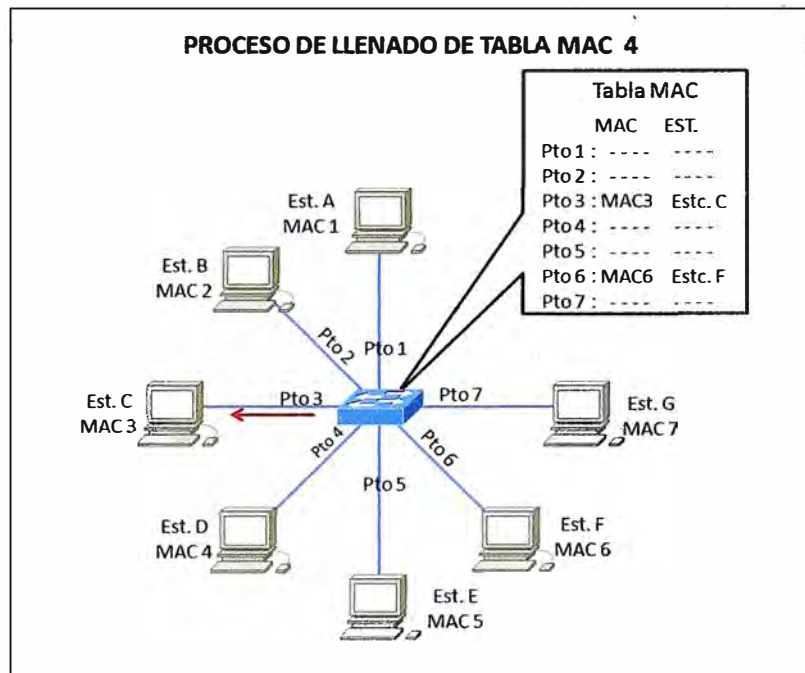 PROCESO DE LLENADO DE TABLA MAC 4
Tabla MAC
MAC EST.
Pto 1 : - - - - - - - -
Pto 2 : - - - - - - - -
Pto 3 : MAC3 Estc. C
Pto 4 : - - - - - - - -
Pto 5 : - - - - - - - -
Pto 6 : MAC6 Estc. F
Pto 7 : - - - - - - - -
Est. A
MAC 1
Est. B
MAC 2
Pto 2
Pto 1
Est. C
MAC 3
Pto 3
Pto 7
Est. G
MAC 7
Pto 4
Pto 6
Pto 5
Est. D
MAC 4
Est. F
MAC 6
Est. E
MAC 5